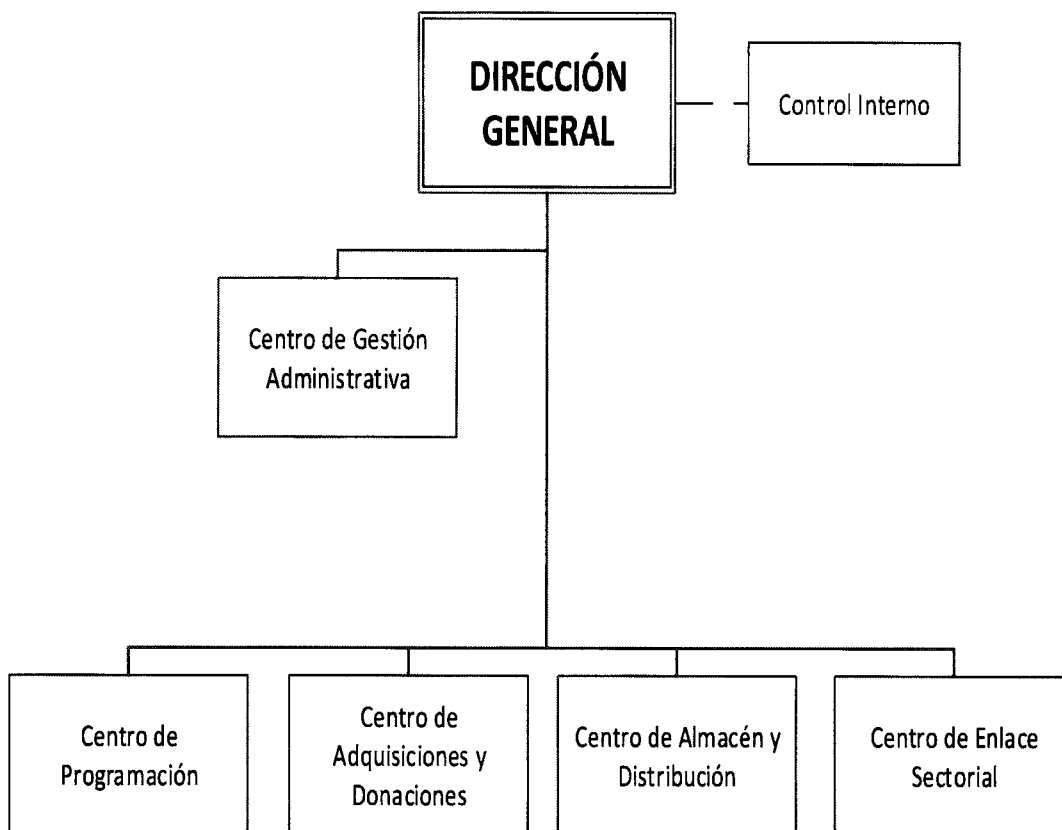 DIRECCIÓN
GENERAL
Control Interno
Centro de Gestión
Administrativa
Centro de
Programación
Centro de
Adquisiciones y
Donaciones
Centro de Almacén y
Distribución
Centro de Enlace
Sectorial